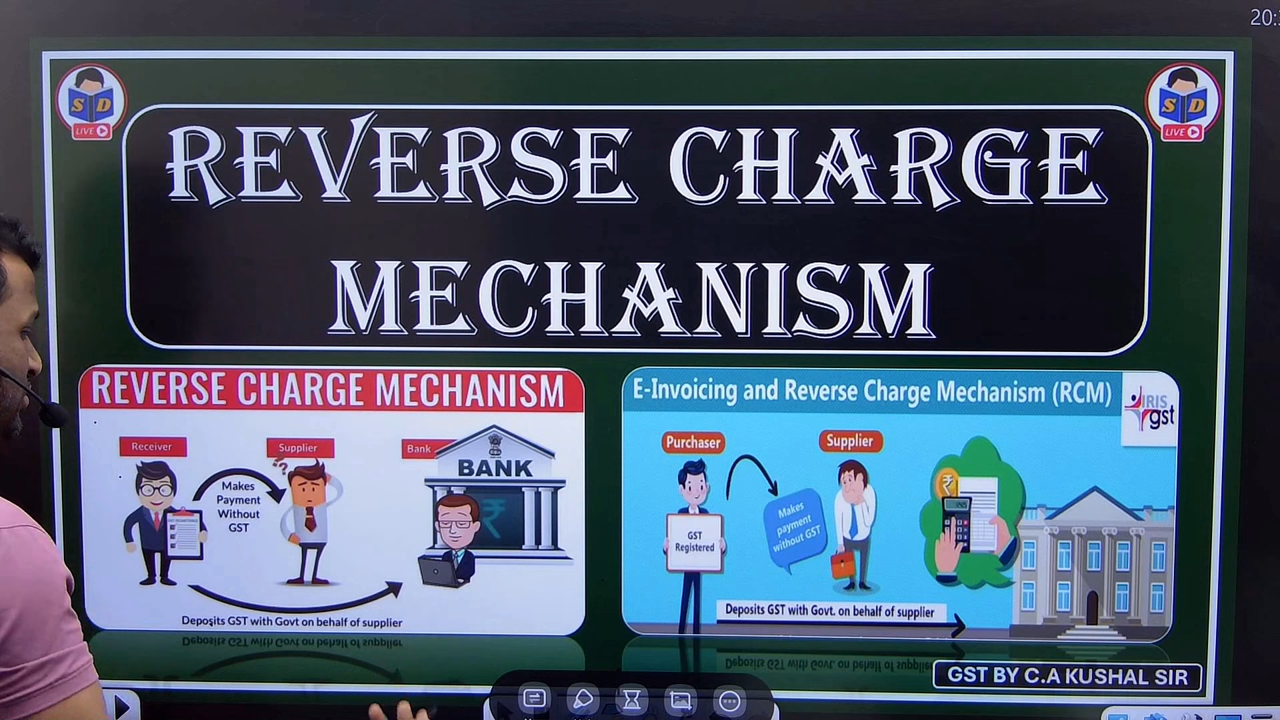 20:
S D
LIVE
S D
LIVE
REVERSE CHARGE
MECHANISM
REVERSE CHARGE MECHANISM
Receiver
Supplier
Bank
BANK
??
Makes
Payment
Without
GST
Deposits GST with Govt on behalf of supplier
E-Invoicing and Reverse Charge Mechanism (RCM)
IRIS
gst
Purchaser
Supplier
GST
Registered
Makes
payment
without GST
Deposits GST with Govt. on behalf of supplier
GST BY C.A KUSHAL SIR